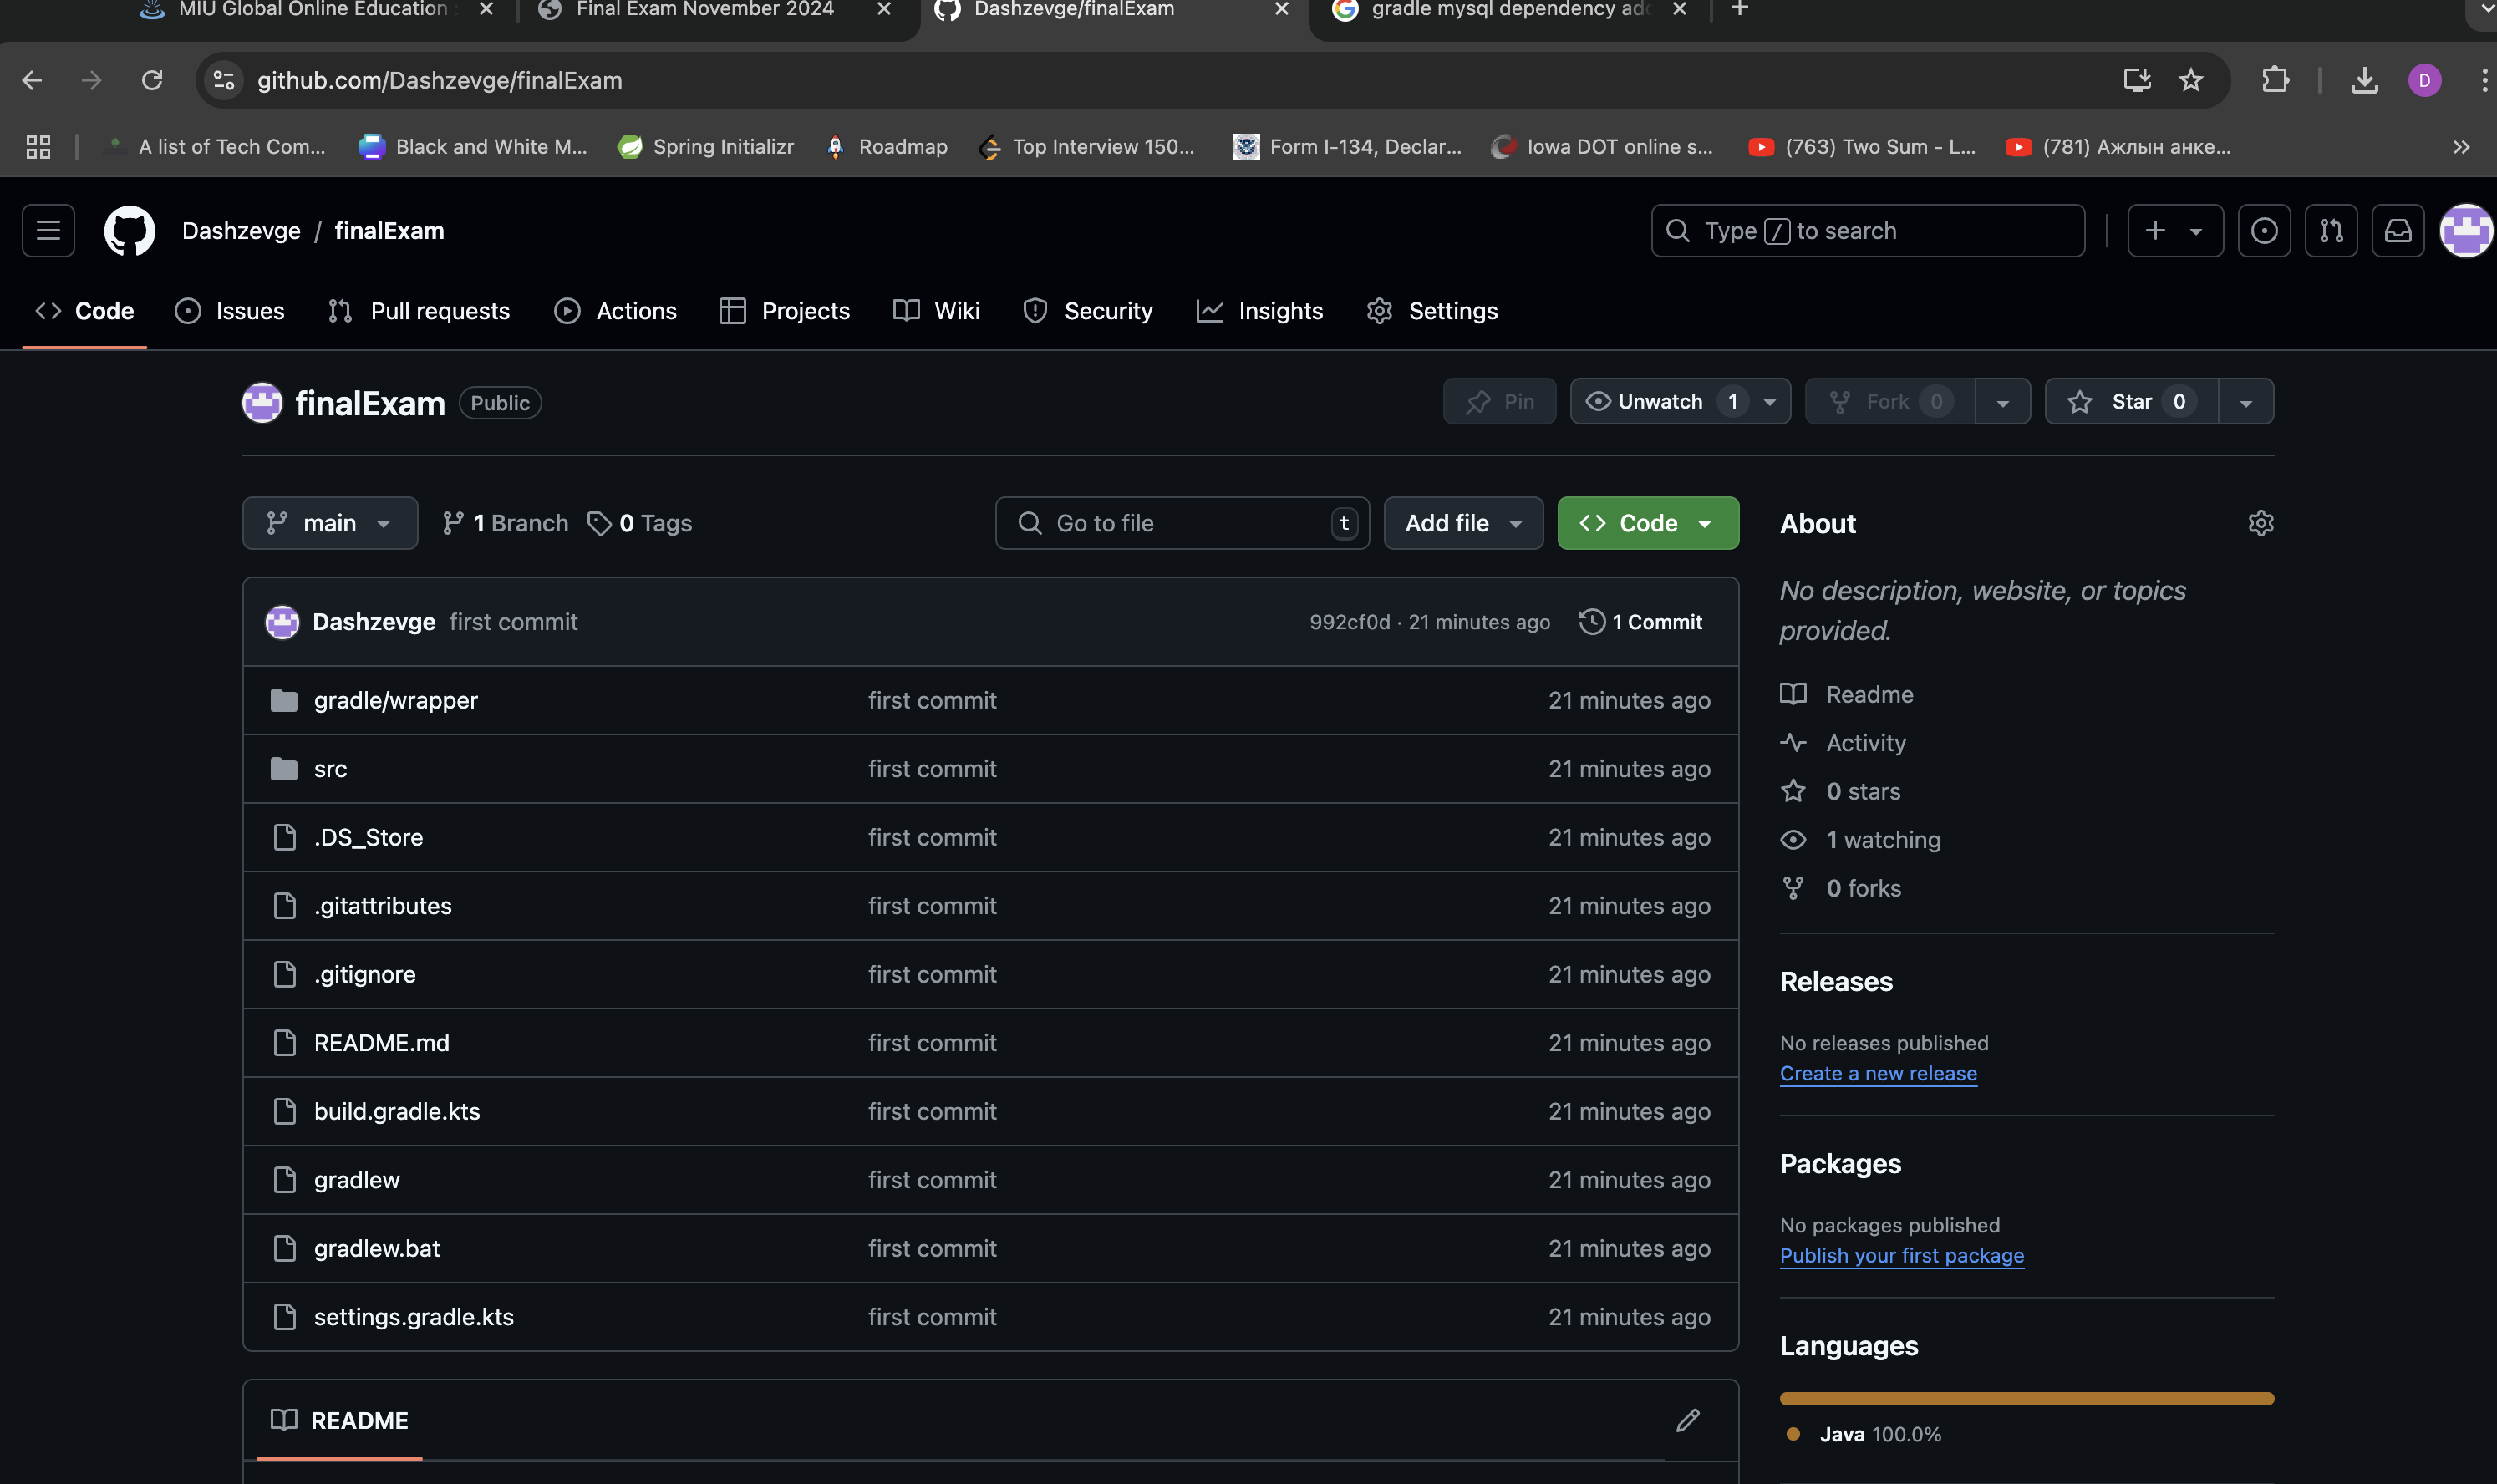 MIU Global Online Education
Final Exam November 2024
Dashzevge/finalExam
gradle mysql dependency add
github.com/Dashzevge/finalExam
D
A list of Tech Com...
Black and White M...
Spring Initializr
Roadmap
Top Interview 150...
Form I-134, Declar...
Iowa DOT online s...
(763) Two Sum - L...
(781) Ажлын анке...
Dashzevge / finalExam
Type / to search
Code
Issues
Pull requests
Actions
Projects
Wiki
Security
Insights
Settings
finalExam
Public
Pin
Unwatch 1
Fork 0
Star 0
main
1 Branch
0 Tags
Go to file
t
Add file
Code
Dashzevge first commit
992cf0d · 21 minutes ago
1 Commit
gradle/wrapper first commit 21 minutes ago
src first commit 21 minutes ago
.DS_Store first commit 21 minutes ago
.gitattributes first commit 21 minutes ago
.gitignore first commit 21 minutes ago
README.md first commit 21 minutes ago
build.gradle.kts first commit 21 minutes ago
gradlew first commit 21 minutes ago
gradlew.bat first commit 21 minutes ago
settings.gradle.kts first commit 21 minutes ago
README
About
No description, website, or topics
provided.
Readme
Activity
0 stars
1 watching
0 forks
Releases
No releases published
Create a new release
Packages
No packages published
Publish your first package
Languages
Java 100.0%